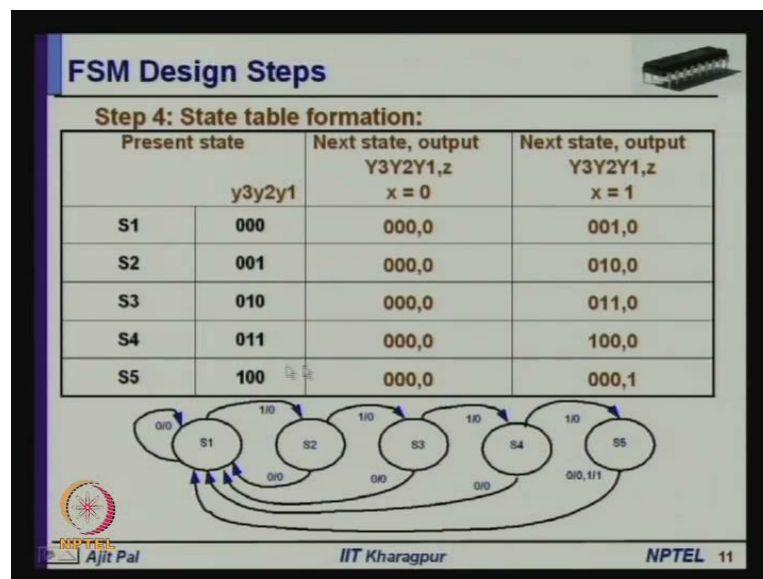 FSM Design Steps
Step 4: State table formation:
Present state
y3y2y1
Next state, output
Y3Y2Y1,z
x = 0
Next state, output
Y3Y2Y1,z
x = 1
S1 000 000,0 001,0
S2 001 000,0 010,0
S3 010 000,0 011,0
S4 011 000,0 100,0
S5 100 000,0 000,1
0/0 1/0 1/0 1/0 1/0
S1 S2 S3 S4 S5
0/0 0/0 0/0 0/0,1/1
NPTEL
Ajit Pal IIT Kharagpur NPTEL 11